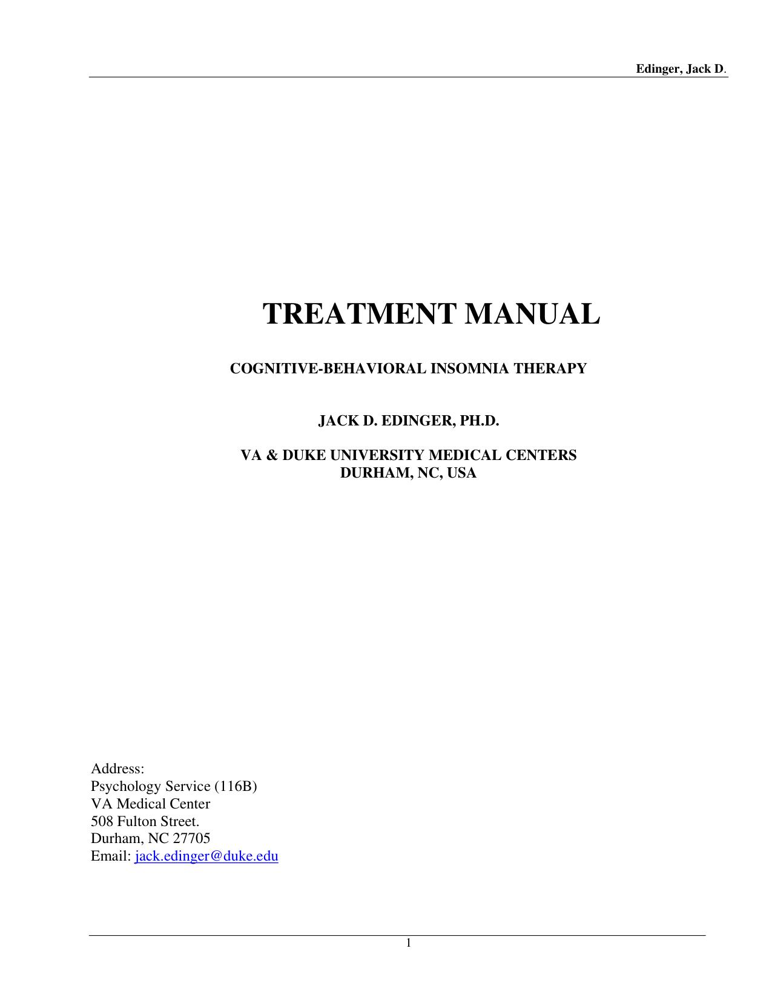 Edinger, Jack D.
TREATMENT MANUAL
COGNITIVE-BEHAVIORAL INSOMNIA THERAPY
JACK D. EDINGER, PH.D.
VA & DUKE UNIVERSITY MEDICAL CENTERS
DURHAM, NC, USA
Address:
Psychology Service (116B)
VA Medical Center
508 Fulton Street.
Durham, NC 27705
Email: jack.edinger@duke.edu
1